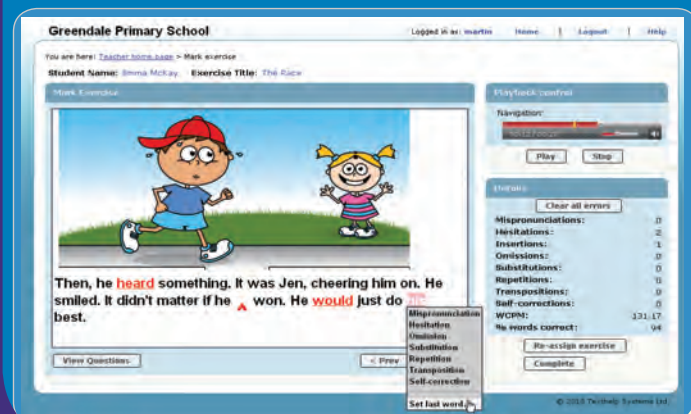 Greendale Primary School
Logged in as: martin Home | Logout | Help
You are here: Teacher home page > Mark exercise
Student Name: Emma McKay Exercise Title: The Race
Mark Exercise
Playback control
Navigation:
Play Stop
Details
Clear all errors
Mispronunciations: 0
Hesitations: 2
Insertions: 1
Omissions: 0
Substitutions: 0
Repetitions: 0
Transpositions: 0
Self-corrections: 0
WCPM: 131.17
% words correct: 94
Re-assign exercise
Complete
Then, he heard something. It was Jen, cheering him on. He
smiled. It didn't matter if he ^ won. He would just do his
best.
Mispronunciation
Hesitation
Omission
Substitution
Repetition
Transposition
Self-correction
Set last word
View Questions < Prev
© 2010 Texthelp Systems Ltd.